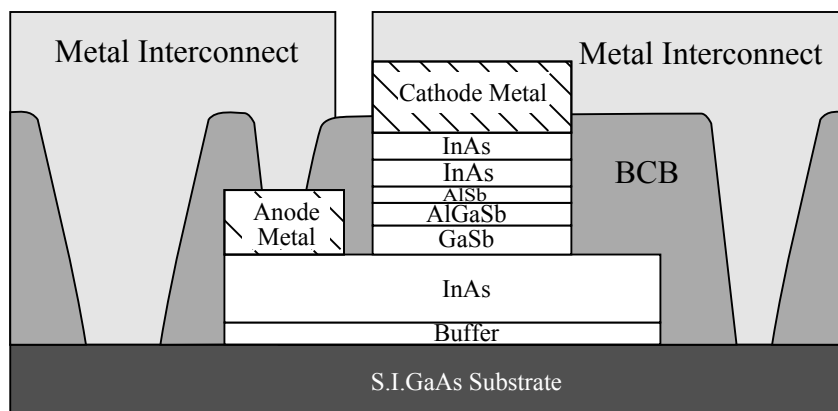 Metal Interconnect
Metal Interconnect
Cathode Metal
InAs
InAs
AlSb
AlGaSb
GaSb
BCB
Anode
Metal
InAs
Buffer
S.I.GaAs Substrate